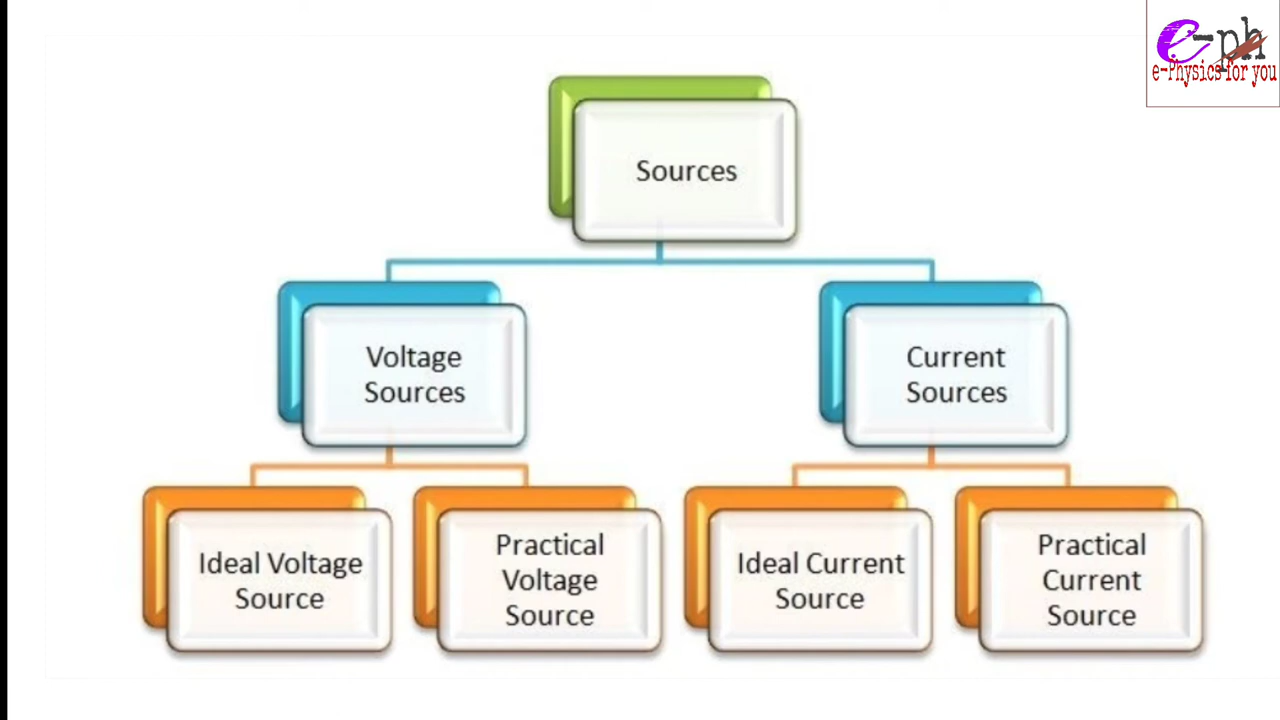 e-ph
e-Physics for you
Sources
Voltage
Sources
Current
Sources
Ideal Voltage
Source
Practical
Voltage
Source
Ideal Current
Source
Practical
Current
Source